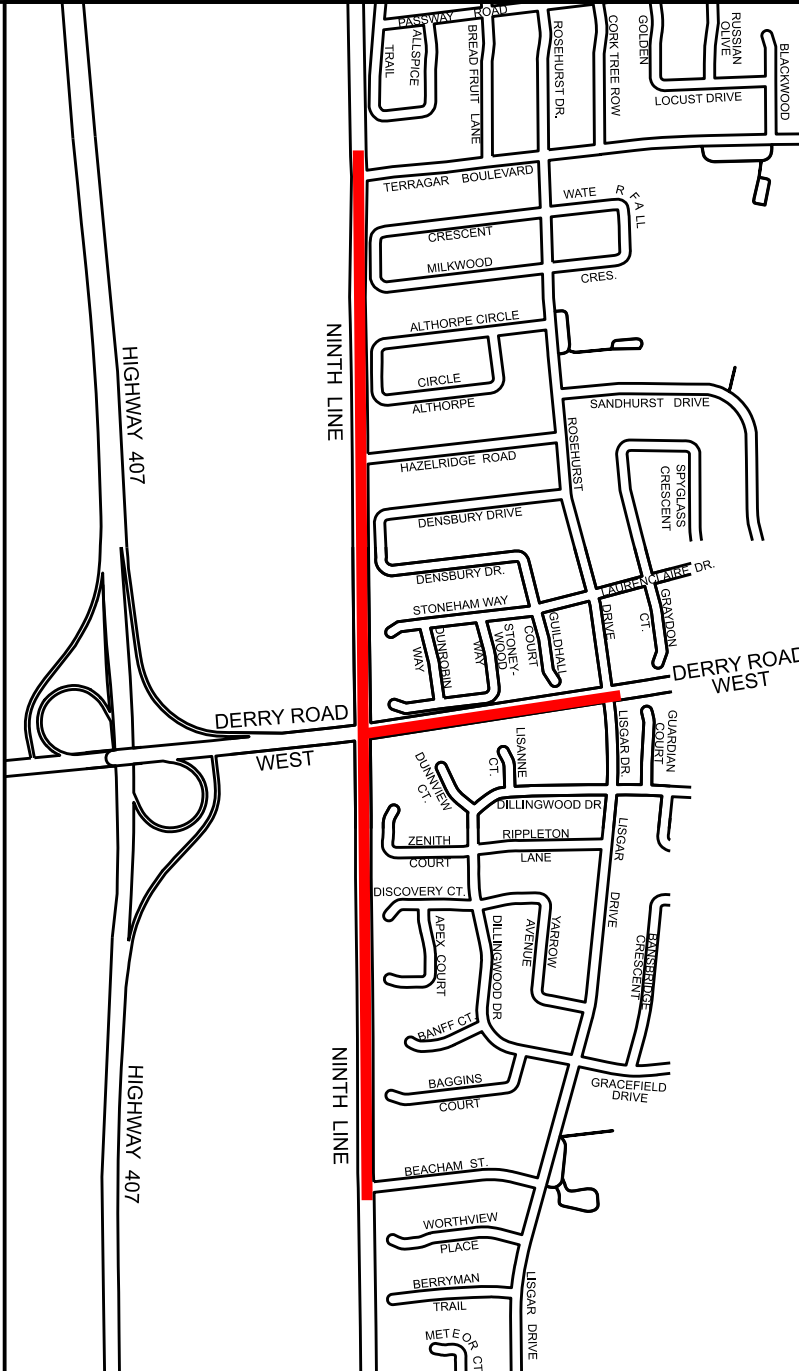 PASSWAY ROAD
ALLSPICE
TRAIL
BREAD FRUIT LANE
ROSEHURST DR.
CORK TREE ROW
GOLDEN
RUSSIAN
OLIVE
BLACKWOOD
LOCUST DRIVE
TERRAGAR BOULEVARD
WATERFALL
CRESCENT
MILKWOOD
CRES.
ALTHORPE CIRCLE
CIRCLE
ALTHORPE
NINTH LINE
HIGHWAY 407
SANDHURST DRIVE
HAZELRIDGE ROAD
ROSEHURST
SPYGLASS
CRESCENT
DENSBURY DRIVE
DENSBURY DR.
LAURENCLAIRE DR.
STONEHAM WAY
DRIVE
GRAYDON
CT.
DUNROBIN
WAY
STONEY-
WOOD
WAY
GUILDHALL
COURT
DERRY ROAD
WEST
DERRY ROAD
WEST
LISGAR DR.
GUARDIAN
COURT
LISANNE
CT.
DUNNVIEW
CT.
DILLINGWOOD DR
ZENITH
COURT
RIPPLETON
LANE
LISGAR
DRIVE
DISCOVERY CT.
APEX COURT
DILLINGWOOD DR
YARROW
AVENUE
BANSBRIDGE
CRESCENT
BANFF CT.
NINTH LINE
HIGHWAY 407
BAGGINS
COURT
GRACEFIELD
DRIVE
BEACHAM ST.
WORTHVIEW
PLACE
BERRYMAN
TRAIL
LISGAR DRIVE
METEOR CT